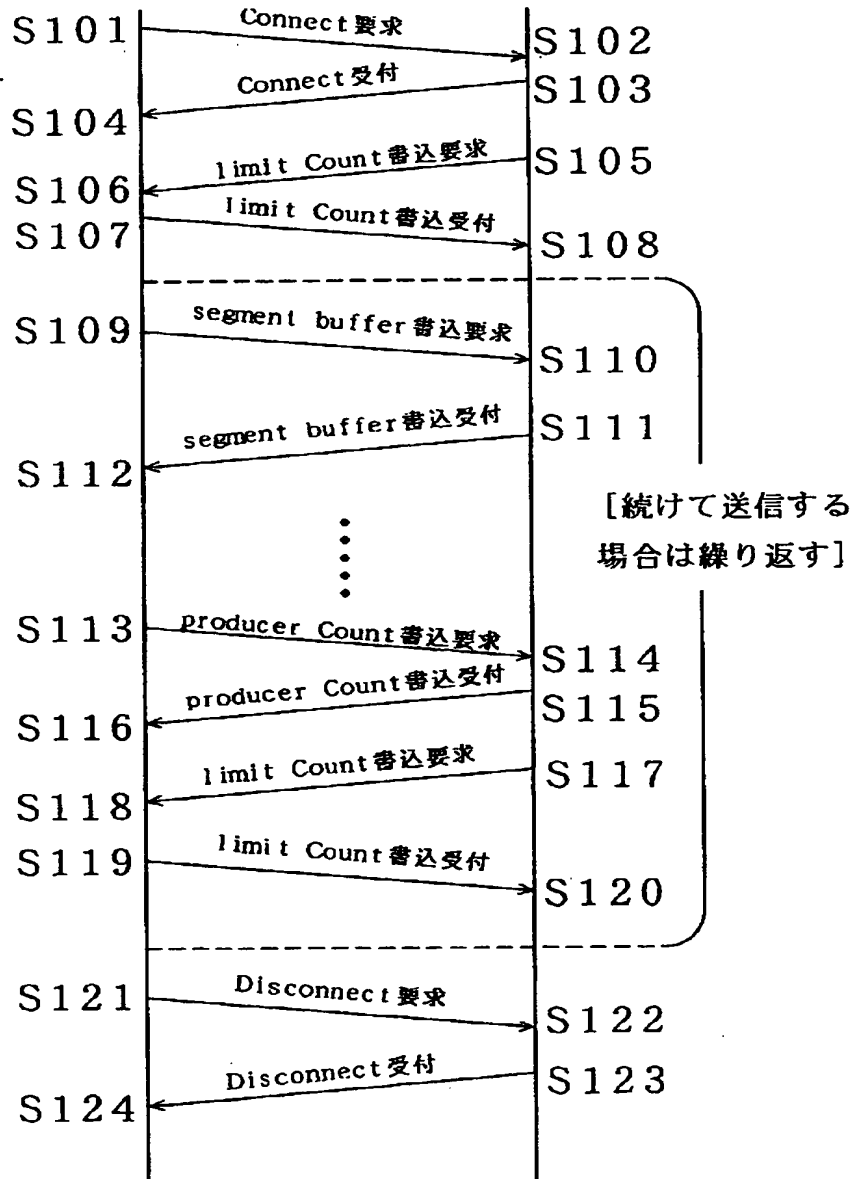 S101
Connect要求
S102
Connect受付
S103
S104
limit Count書込要求
S105
S106
limit Count書込受付
S107
S108
segment buffer書込要求
S109
S110
segment buffer書込受付
S111
S112
[続けて送信する
場合は繰り返す]
S113
producer Count書込要求
S114
producer Count書込受付
S115
S116
limit Count書込要求
S117
S118
limit Count書込受付
S119
S120
S121
Disconnect要求
S122
Disconnect受付
S123
S124